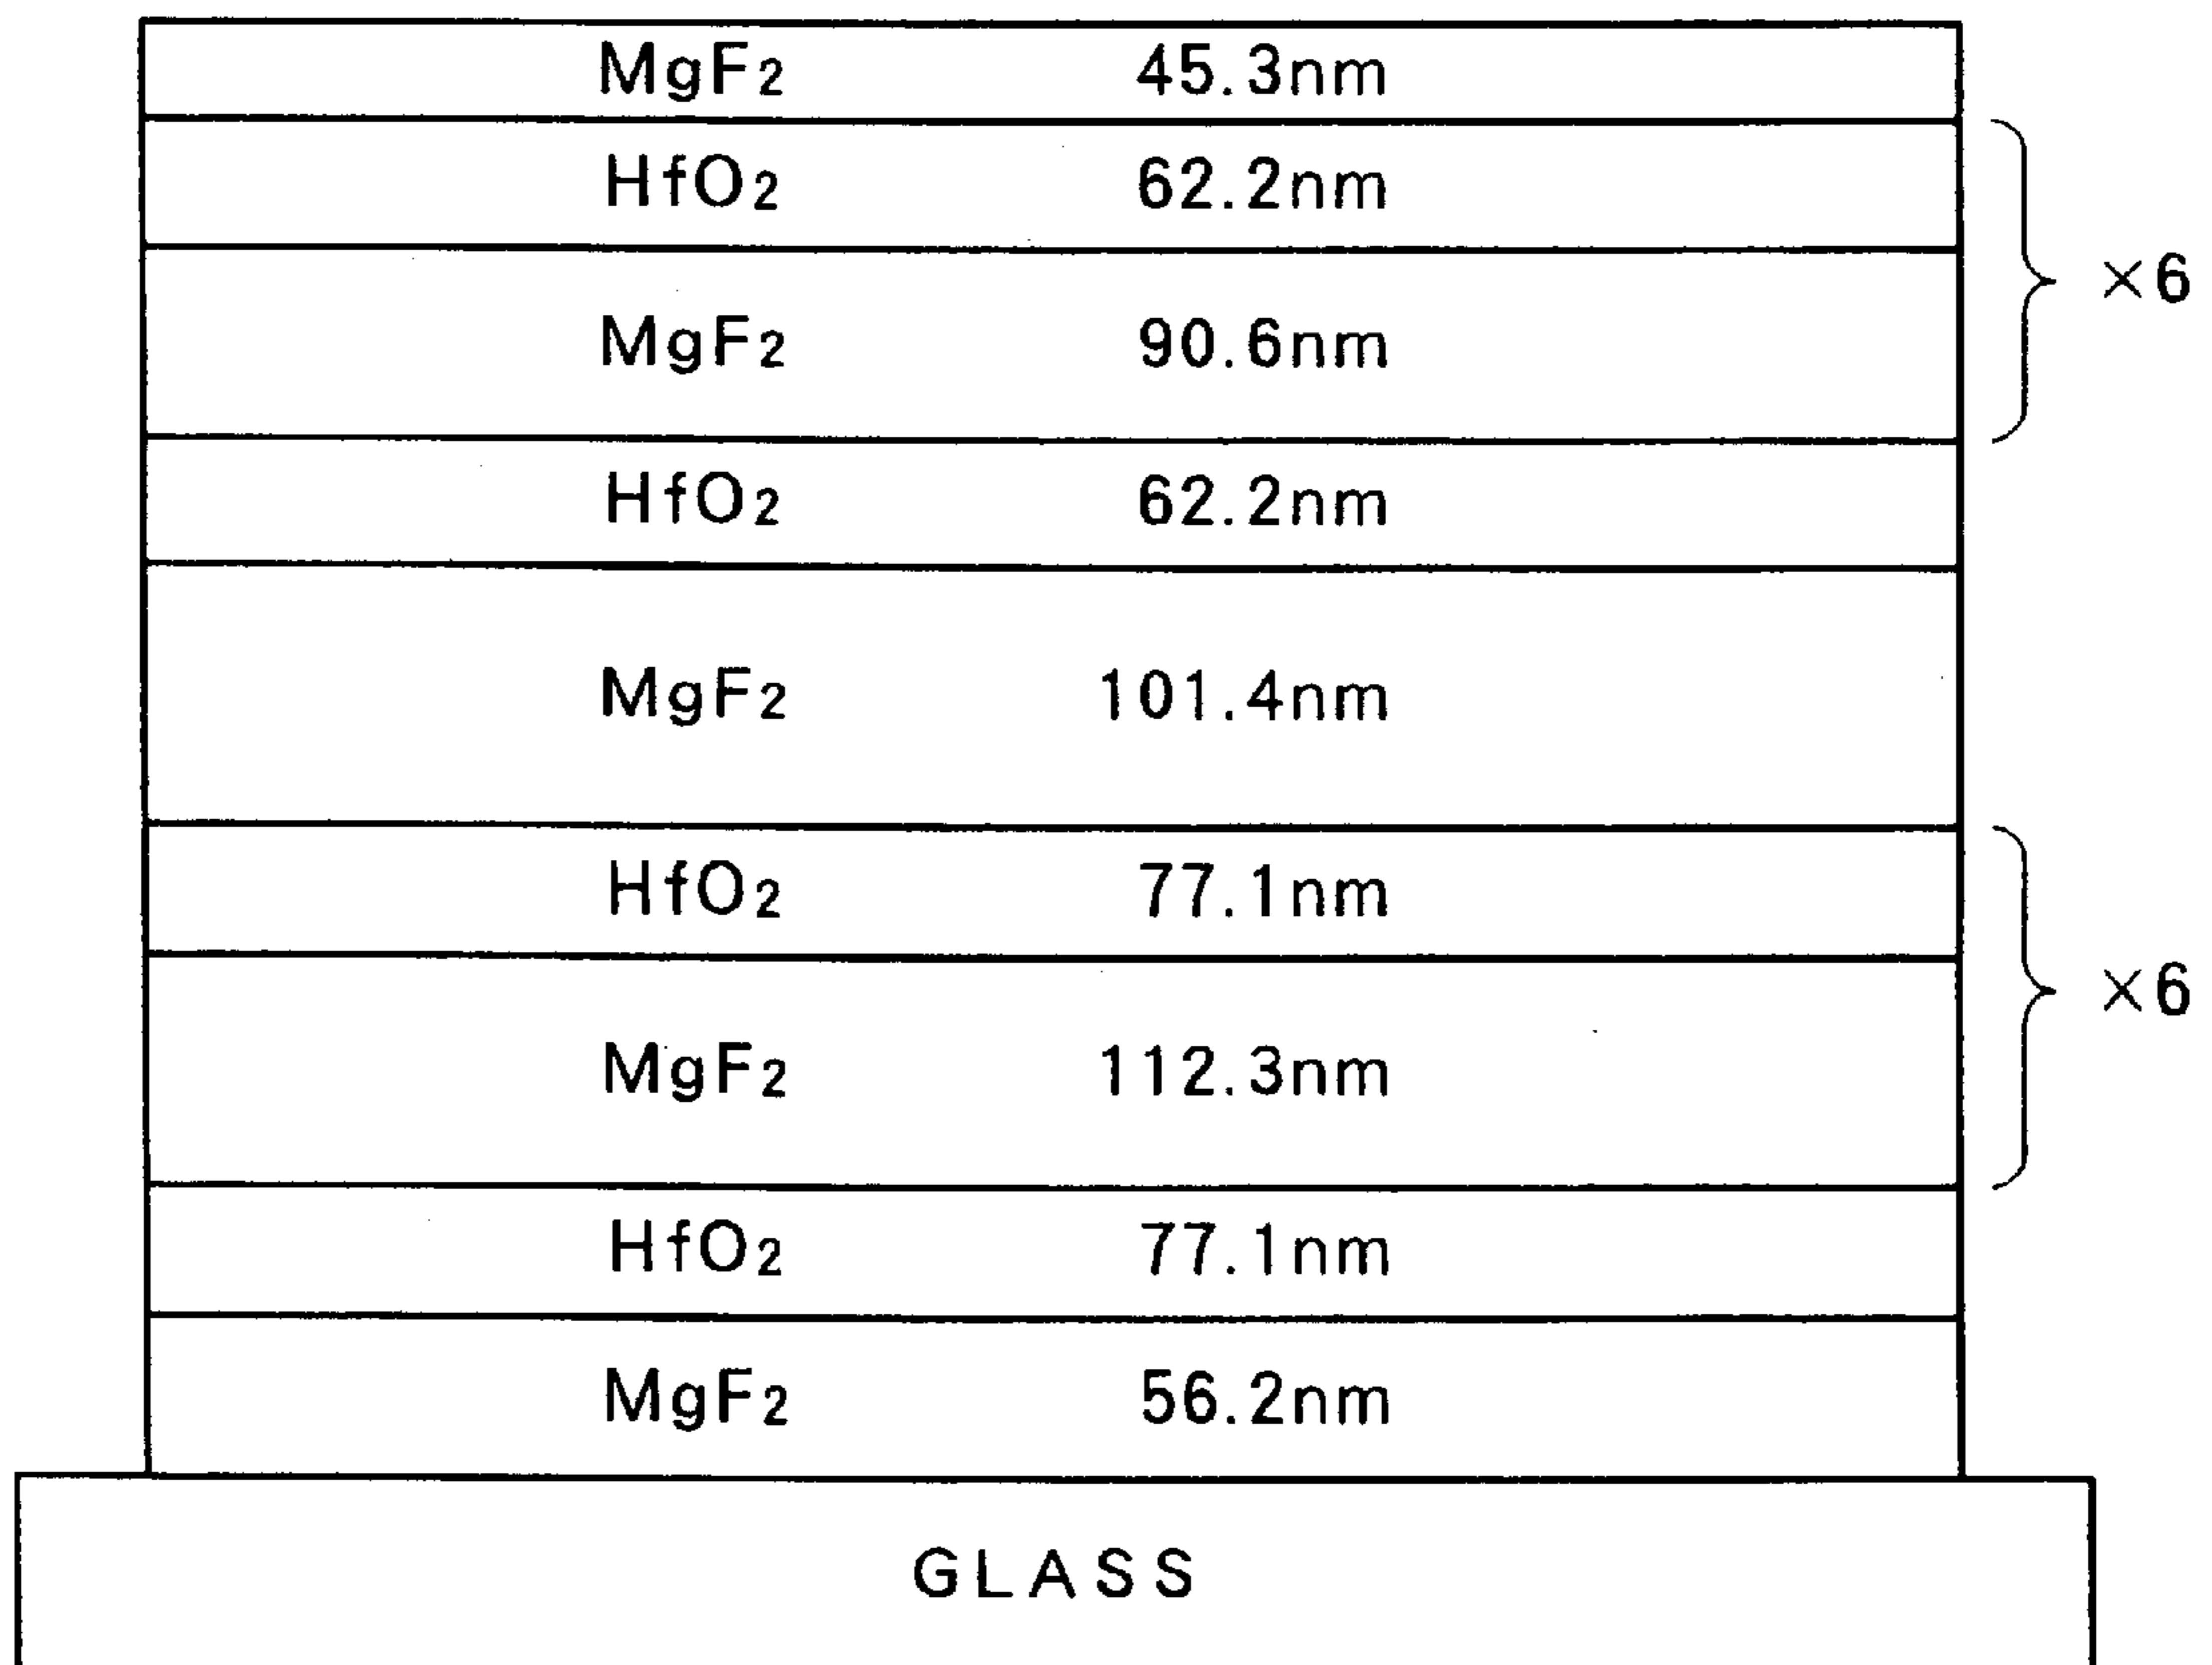 MgF2 45.3nm
HfO2 62.2nm
×6
MgF2 90.6nm
HfO2 62.2nm
MgF2 101.4nm
HfO2 77.1nm
×6
MgF2 112.3nm
HfO2 77.1nm
MgF2 56.2nm
GLASS